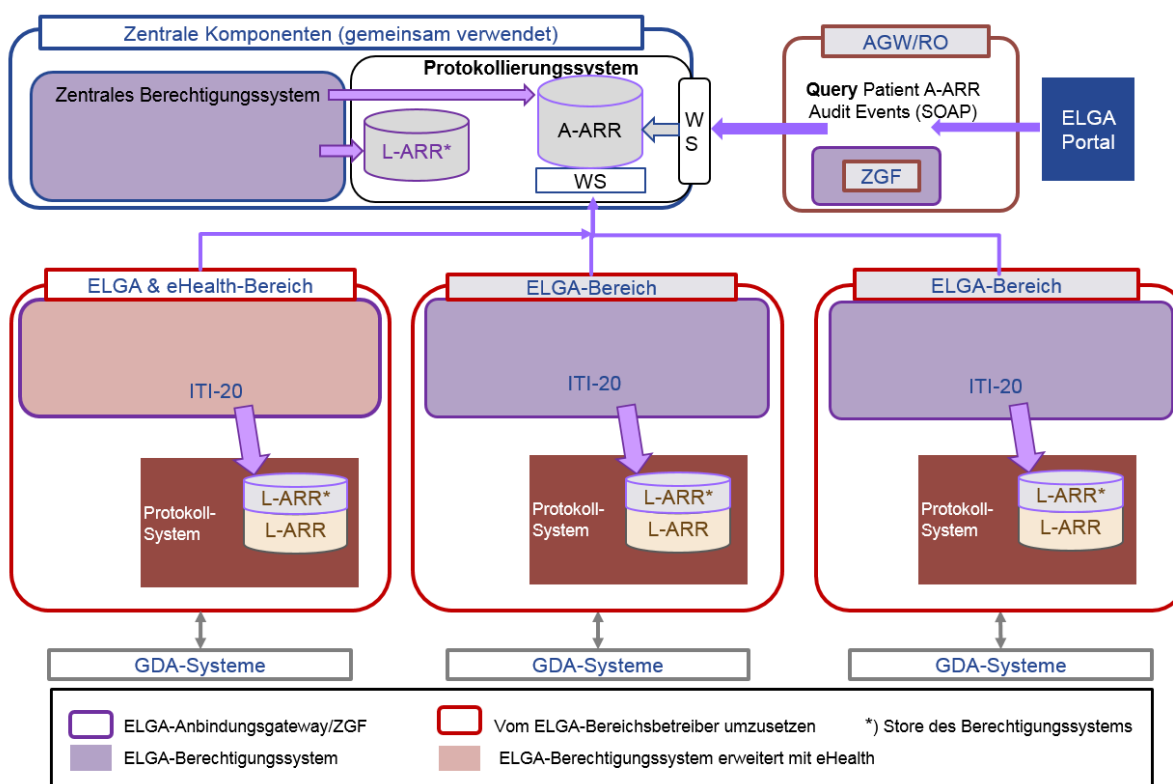 Zentrale Komponenten (gemeinsam verwendet)
AGW/RO
Protokollierungssystem
Zentrales Berechtigungssystem
L-ARR*
A-ARR
WS
W
S
Query Patient A-ARR
Audit Events (SOAP)
ZGF
ELGA
Portal
ELGA & eHealth-Bereich
ELGA-Bereich
ELGA-Bereich
ITI-20
ITI-20
ITI-20
Protokoll-
System
L-ARR*
L-ARR
Protokoll-
System
L-ARR*
L-ARR
Protokoll-
System
L-ARR*
L-ARR
GDA-Systeme
GDA-Systeme
GDA-Systeme
ELGA-Anbindungsgateway/ZGF
Vom ELGA-Bereichsbetreiber umzusetzen
*) Store des Berechtigungssystems
ELGA-Berechtigungssystem
ELGA-Berechtigungssystem erweitert mit eHealth